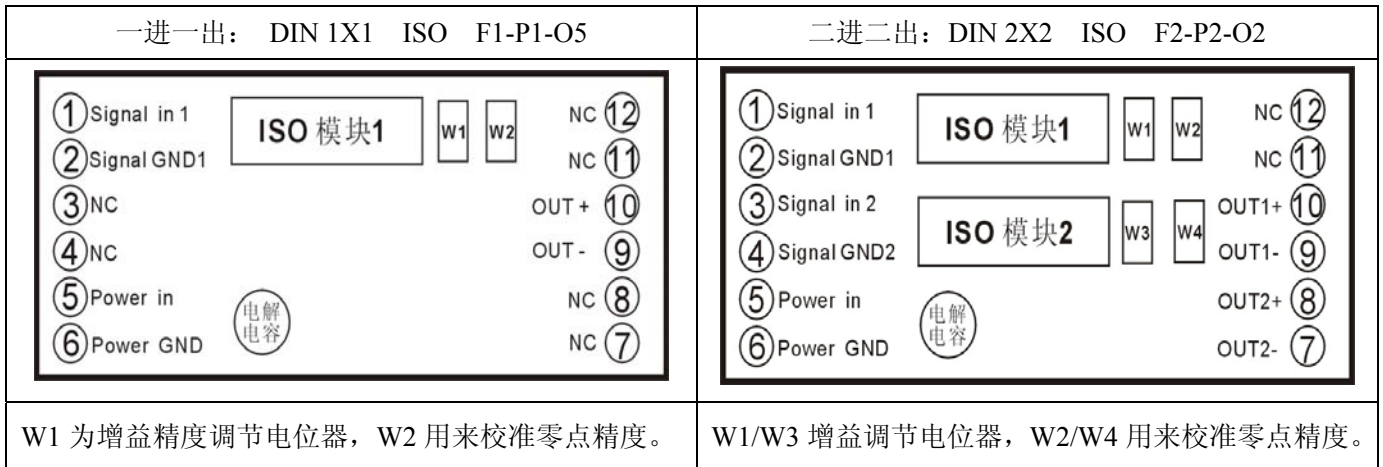 一进一出： DIN 1X1 ISO F1-P1-O5
①Signal in 1
②Signal GND1
③NC
④NC
⑤Power in
⑥Power GND
ISO 模块1
W1
W2
电解
电容
NC ⑫
NC ⑪
OUT + ⑩
OUT - ⑨
NC ⑧
NC ⑦
W1 为增益精度调节电位器，W2 用来校准零点精度。
二进二出：DIN 2X2 ISO F2-P2-O2
①Signal in 1
②Signal GND1
③Signal in 2
④Signal GND2
⑤Power in
⑥Power GND
ISO 模块1
W1
W2
ISO 模块2
W3
W4
电解
电容
NC ⑫
NC ⑪
OUT1+ ⑩
OUT1- ⑨
OUT2+ ⑧
OUT2- ⑦
W1/W3 增益调节电位器，W2/W4 用来校准零点精度。